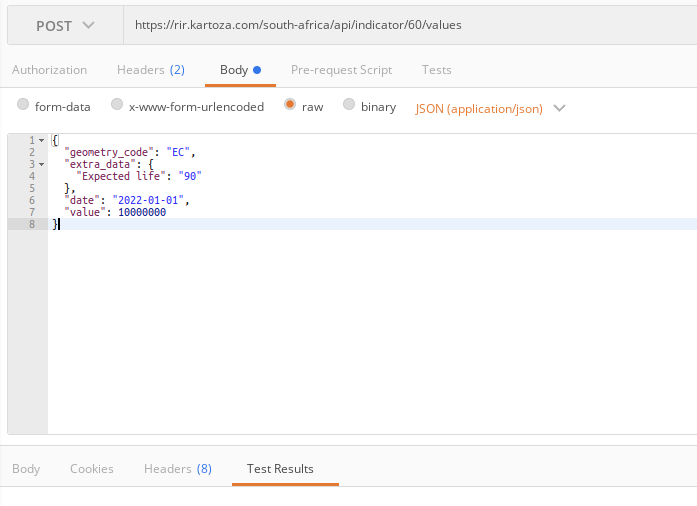 POST https://rir.kartoza.com/south-africa/api/indicator/60/values
Authorization Headers (2) Body Pre-request Script Tests
form-data x-www-form-urlencoded raw binary JSON (application/json)
1 {
2 "geometry_code": "EC",
3 "extra_data": {
4 "Expected life": "90"
5 },
6 "date": "2022-01-01",
7 "value": 10000000
8 }
Body Cookies Headers (8) Test Results